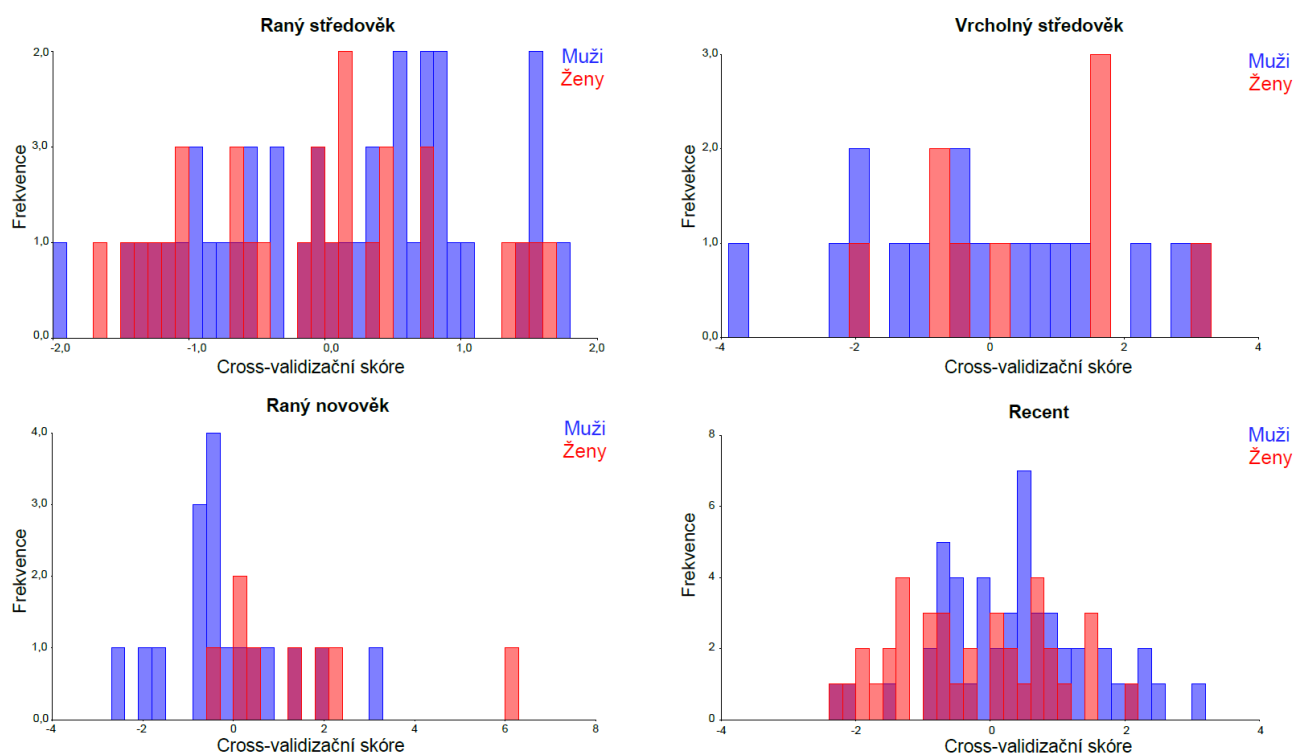 Raný středověk
Muži
Ženy
2,0
3,0
1,0
0,0
Frekvence
-2,0 -1,0 0,0 1,0 2,0
Cross-validizační skóre
Vrcholný středověk
Muži
Ženy
3,0
2,0
1,0
0,0
Frekvekce
-4 -2 0 2 4
Cross-validizační skóre
Raný novověk
Muži
Ženy
4,0
3,0
2,0
1,0
0,0
Frekvence
-4 -2 0 2 4 6 8
Cross-validizační skóre
Recent
Muži
Ženy
8
6
4
2
0
Frekvence
-4 -2 0 2 4
Cross-validizační skóre